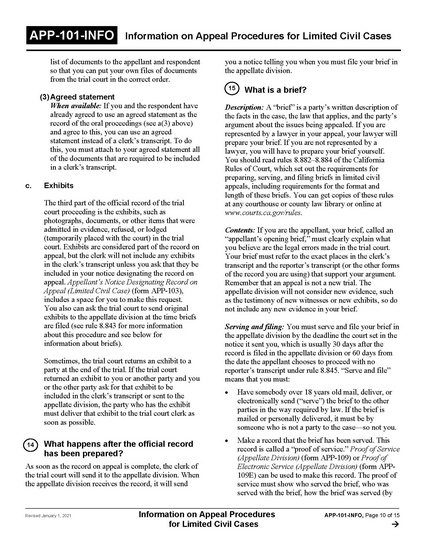 APP-101-INFO Information on Appeal Procedures for Limited Civil Cases
list of documents to the appellant and respondent
so that you can put your own files of documents
from the trial court in the correct order.
(3) Agreed statement
When available: If you and the respondent have
already agreed to use an agreed statement as the
record of the oral proceedings (see a(3) above)
and agree to this, you can use an agreed
statement instead of a clerk's transcript. To do
this, you must attach to your agreed statement all
of the documents that are required to be included
in a clerk's transcript.
c. Exhibits
The third part of the official record of the trial
court proceeding is the exhibits, such as
photographs, documents, or other items that were
admitted in evidence, refused, or lodged
(temporarily placed with the court) in the trial
court. Exhibits are considered part of the record on
appeal, but the clerk will not include any exhibits
in the clerk's transcript unless you ask that they be
included in your notice designating the record on
appeal. Appellant's Notice Designating Record on
Appeal (Limited Civil Case) (form APP-103),
includes a space for you to make this request.
You also can ask the trial court to send original
exhibits to the appellate division at the time briefs
are filed (see rule 8.843 for more information
about this procedure and see below for
information about briefs).
Sometimes, the trial court returns an exhibit to a
party at the end of the trial. If the trial court
returned an exhibit to you or another party and you
or the other party ask for that exhibit to be
included in the clerk's transcript or sent to the
appellate division, the party who has the exhibit
must deliver that exhibit to the trial court clerk as
soon as possible.
14 What happens after the official record
has been prepared?
As soon as the record on appeal is complete, the clerk of
the trial court will send it to the appellate division. When
the appellate division receives the record, it will send
you a notice telling you when you must file your brief in
the appellate division.
15 What is a brief?
Description: A "brief" is a party's written description of
the facts in the case, the law that applies, and the party's
argument about the issues being appealed. If you are
represented by a lawyer in your appeal, your lawyer will
prepare your brief. If you are not represented by a
lawyer, you will have to prepare your brief yourself.
You should read rules 8.882–8.884 of the California
Rules of Court, which set out the requirements for
preparing, serving, and filing briefs in limited civil
appeals, including requirements for the format and
length of these briefs. You can get copies of these rules
at any courthouse or county law library or online at
www.courts.ca.gov/rules.
Contents: If you are the appellant, your brief, called an
"appellant's opening brief," must clearly explain what
you believe are the legal errors made in the trial court.
Your brief must refer to the exact places in the clerk's
transcript and the reporter's transcript (or the other forms
of the record you are using) that support your argument.
Remember that an appeal is not a new trial. The
appellate division will not consider new evidence, such
as the testimony of new witnesses or new exhibits, so do
not include any new evidence in your brief.
Serving and filing: You must serve and file your brief in
the appellate division by the deadline the court set in the
notice it sent you, which is usually 30 days after the
record is filed in the appellate division or 60 days from
the date the appellant chooses to proceed with no
reporter's transcript under rule 8.845. "Serve and file"
means that you must:
• Have somebody over 18 years old mail, deliver, or
electronically send ("serve") the brief to the other
parties in the way required by law. If the brief is
mailed or personally delivered, it must be by
someone who is not a party to the case—so not you.
• Make a record that the brief has been served. This
record is called a "proof of service." Proof of Service
(Appellate Division) (form APP-109) or Proof of
Electronic Service (Appellate Division) (form APP-
109E) can be used to make this record. The proof of
service must show who served the brief, who was
served with the brief, how the brief was served (by
Revised January 1, 2021
Information on Appeal Procedures
for Limited Civil Cases
APP-101-INFO, Page 10 of 15
→